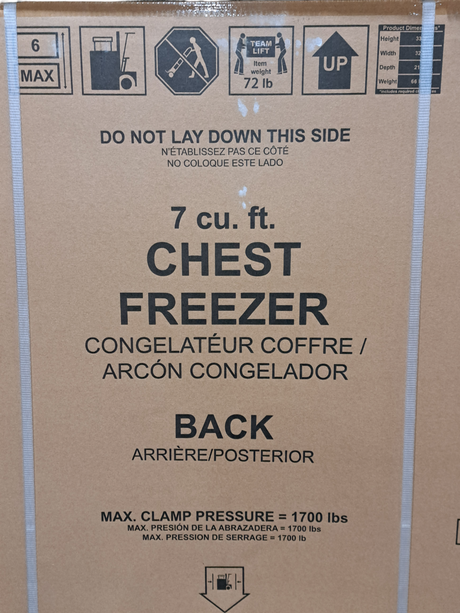 6
MAX
TEAM
LIFT
Item
weight
72 lb
UP
Product
Height
Width
Depth
Weight
DO NOT LAY DOWN THIS SIDE
N'ÉTABLISSEZ PAS CE CÔTÉ
NO COLOQUE ESTE LADO
7 cu. ft.
CHEST
FREEZER
CONGELATÉUR COFFRE /
ARCÓN CONGELADOR
BACK
ARRIÈRE/POSTERIOR
MAX. CLAMP PRESSURE = 1700 lbs
MAX. PRESIÓN DE LA ABRAZADERA = 1700 lbs
MAX. PRESSION DE SERRAGE = 1700 lb